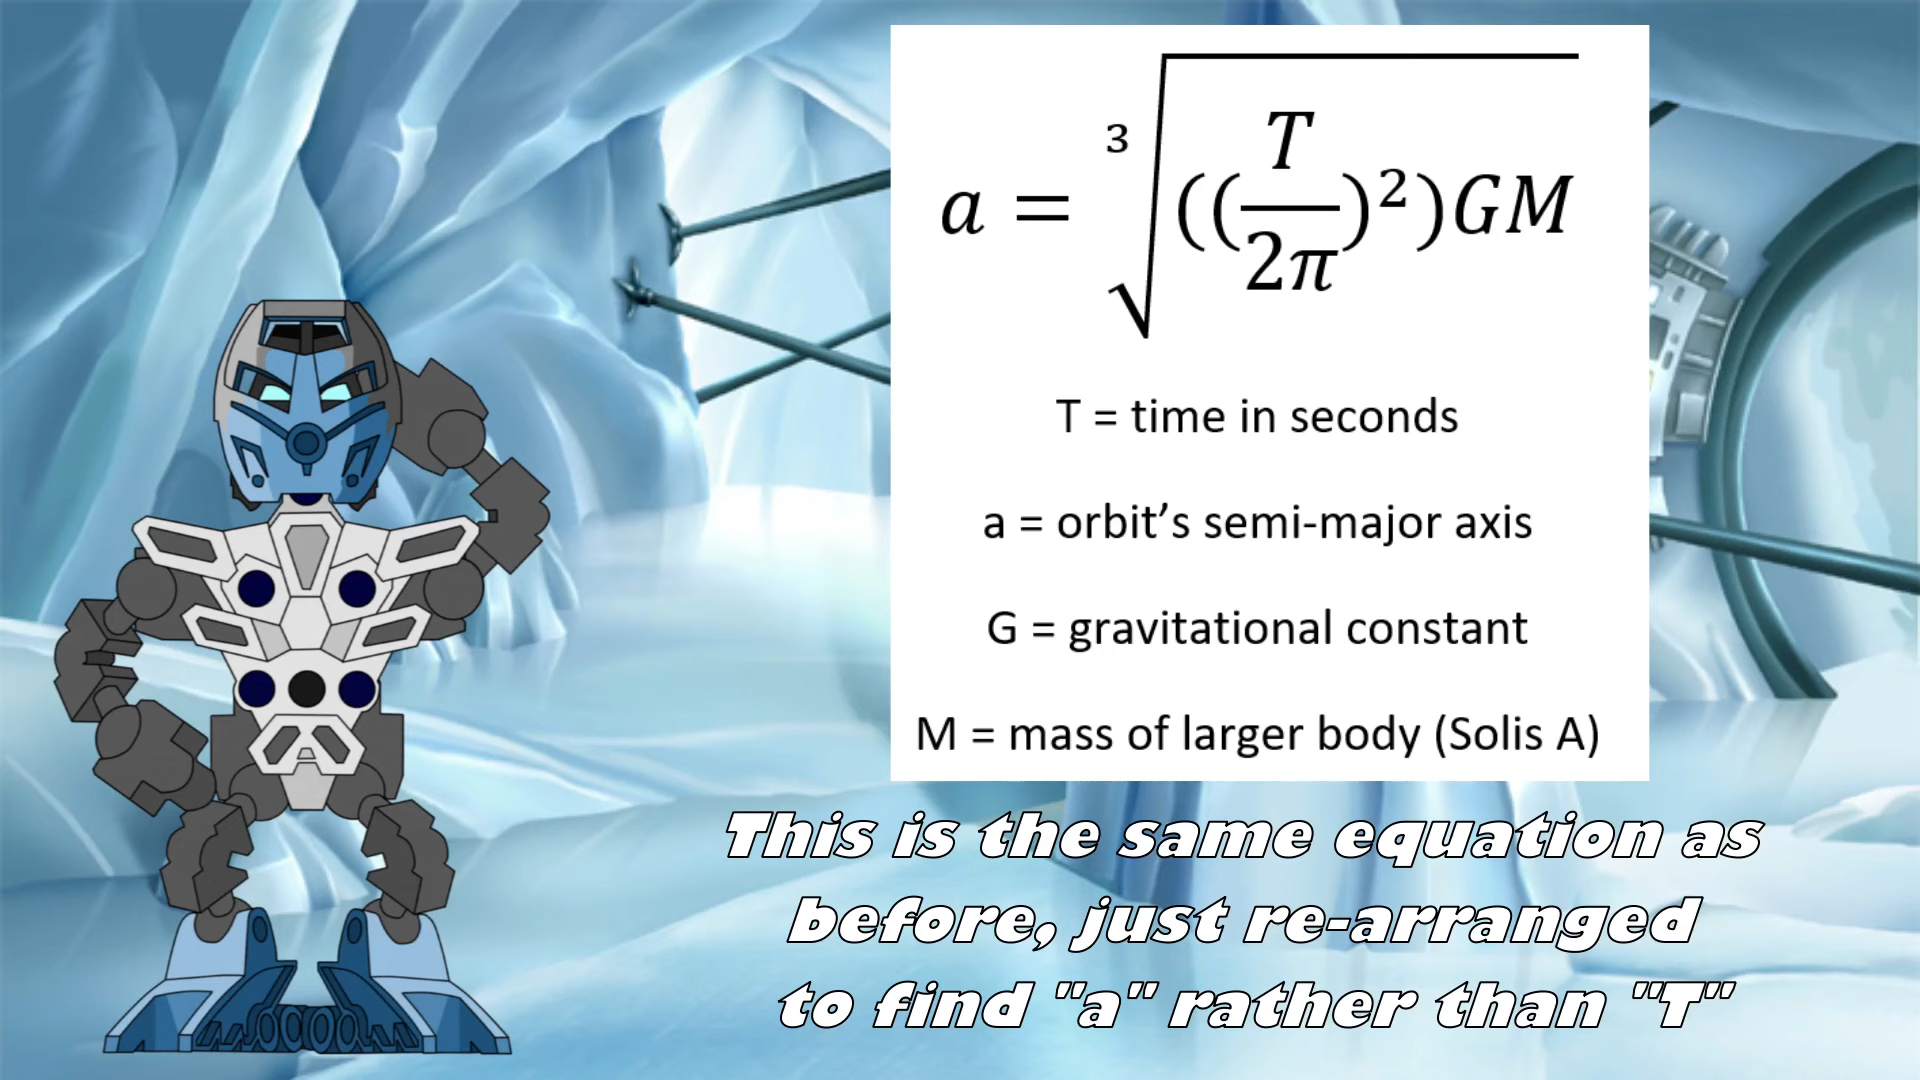 a = ∛((T/2π)²)GM
T = time in seconds
a = orbit’s semi-major axis
G = gravitational constant
M = mass of larger body (Solis A)
This is the same equation as
before, just re-arranged
to find "a" rather than "T"